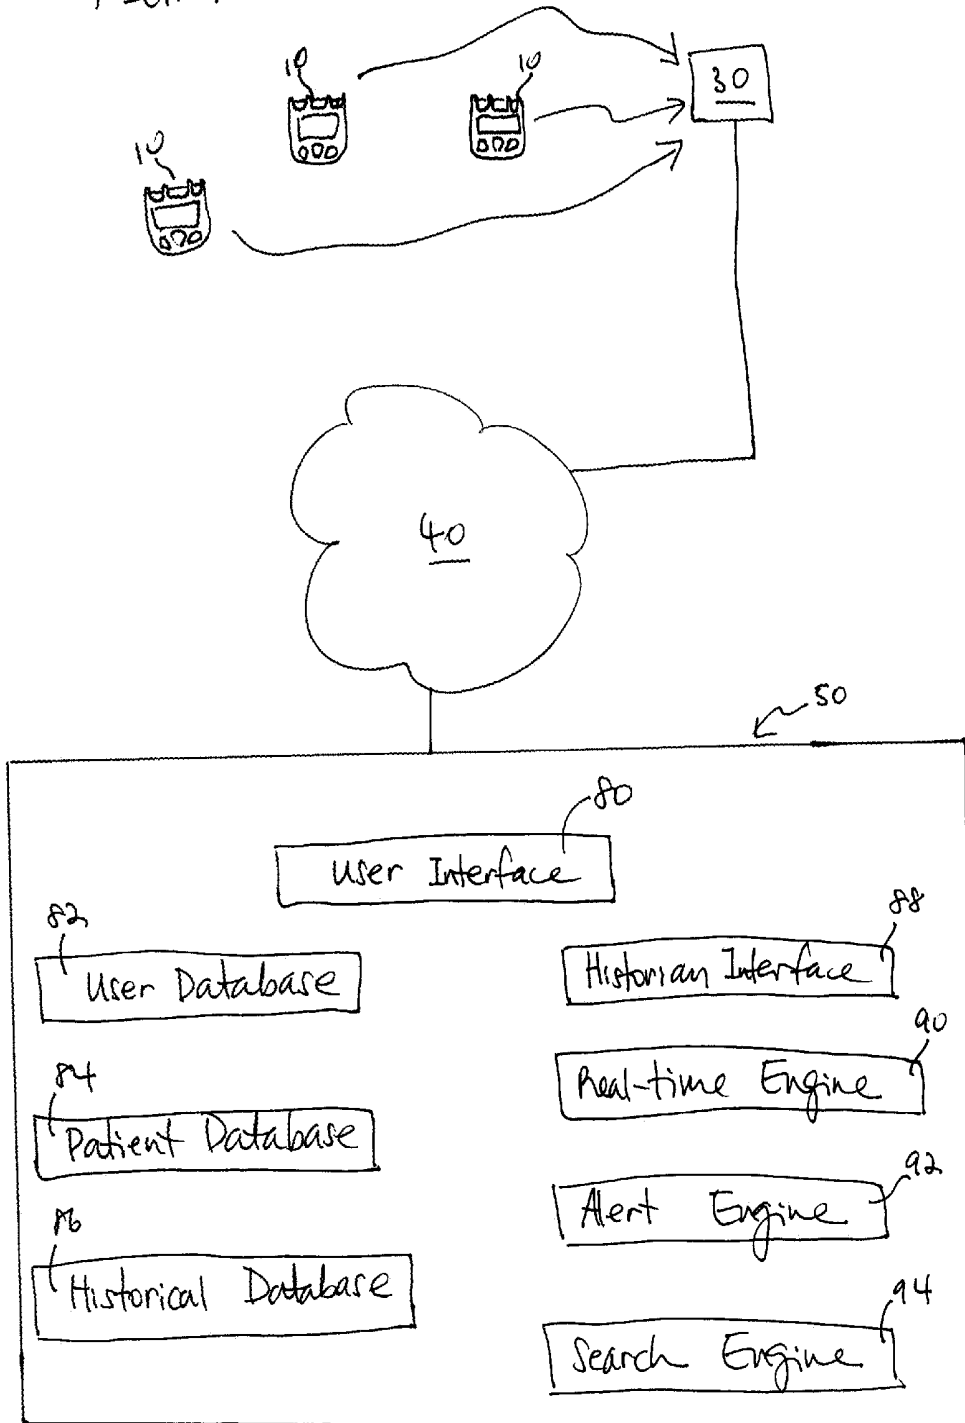 10
10
10
30
40
50
80
User Interface
82
User Database
88
Historian Interface
90
Real-time Engine
84
Patient Database
92
Alert Engine
86
Historical Database
94
Search Engine